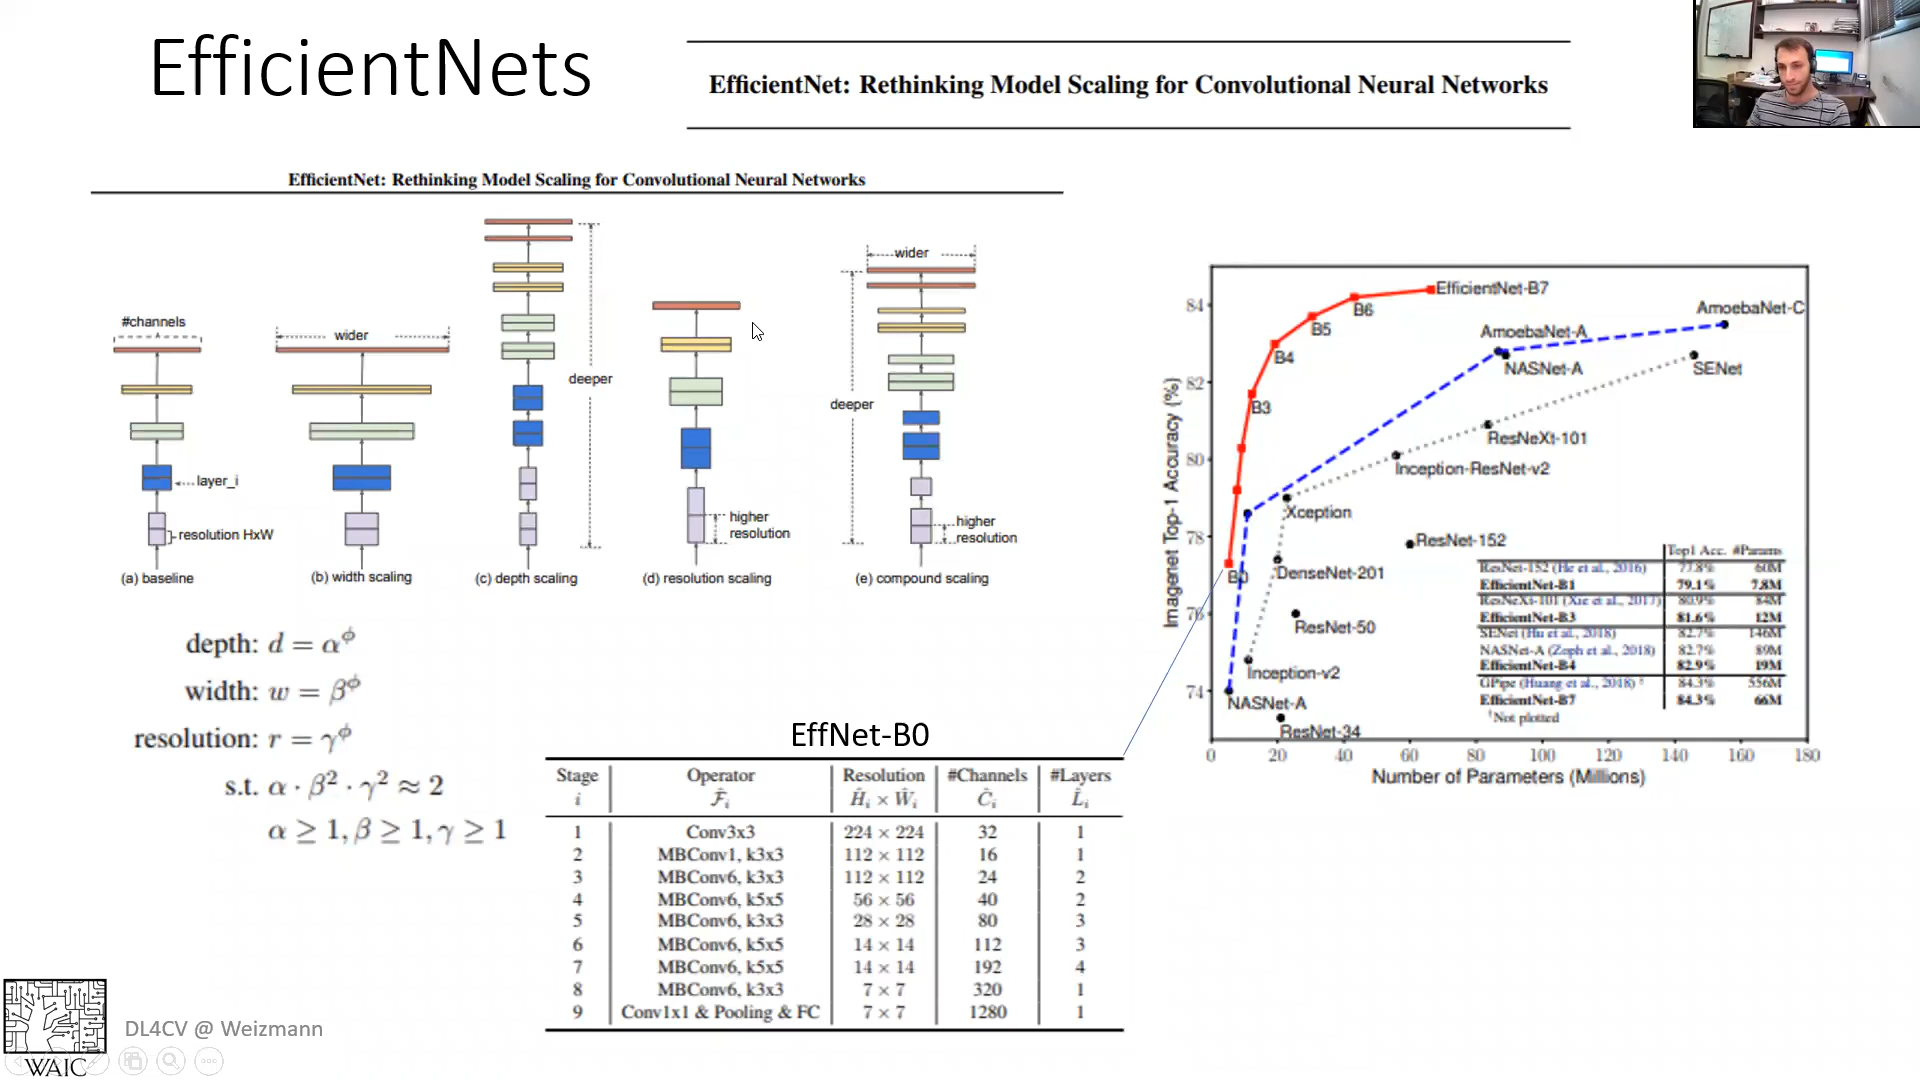 EfficientNets
EfficientNet: Rethinking Model Scaling for Convolutional Neural Networks
EfficientNet: Rethinking Model Scaling for Convolutional Neural Networks
#channels
layer_i
resolution HxW
(a) baseline
wider
(b) width scaling
deeper
(c) depth scaling
higher
resolution
(d) resolution scaling
wider
deeper
higher
resolution
(e) compound scaling
depth: d = α^ϕ
width: w = β^ϕ
resolution: r = γ^ϕ
s.t. α · β² · γ² ≈ 2
α ≥ 1, β ≥ 1, γ ≥ 1
EffNet-B0
Stage Operator Resolution #Channels #Layers
i F̂ᵢ Ĥᵢ × Ŵᵢ Ĉᵢ L̂ᵢ
1 Conv3x3 224 × 224 32 1
2 MBConv1, k3x3 112 × 112 16 1
3 MBConv6, k3x3 112 × 112 24 2
4 MBConv6, k5x5 56 × 56 40 2
5 MBConv6, k3x3 28 × 28 80 3
6 MBConv6, k5x5 14 × 14 112 3
7 MBConv6, k5x5 14 × 14 192 4
8 MBConv6, k3x3 7 × 7 320 1
9 Conv1x1 & Pooling & FC 7 × 7 1280 1
Imagenet Top-1 Accuracy (%)
84
82
80
78
76
74
EfficientNet-B7
B6
B5
B4
B3
B0
AmoebaNet-C
AmoebaNet-A
NASNet-A
SENet
ResNeXt-101
Inception-ResNet-v2
Xception
ResNet-152
DenseNet-201
ResNet-50
Inception-v2
NASNet-A
ResNet-34
Top1 Acc. #Params
ResNet-152 (He et al., 2016) 77.8% 60M
EfficientNet-B1 79.1% 7.8M
ResNeXt-101 (Xie et al., 2017) 80.9% 84M
EfficientNet-B3 81.6% 12M
SENet (Hu et al., 2018) 82.7% 146M
NASNet-A (Zoph et al., 2018) 82.7% 89M
EfficientNet-B4 82.9% 19M
GPipe (Huang et al., 2018) † 84.3% 556M
EfficientNet-B7 84.3% 66M
†Not plotted
0 20 40 60 80 100 120 140 160 180
Number of Parameters (Millions)
DL4CV @ Weizmann
WAIC